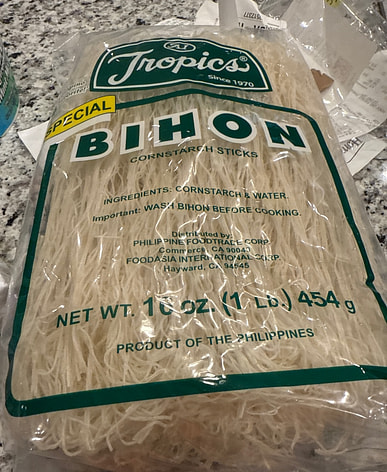 Tropics®
Since 1970
SPECIAL
BIHON
CORNSTARCH STICKS
INGREDIENTS: CORNSTARCH & WATER.
Important: WASH BIHON BEFORE COOKING.
Distributed by:
PHILIPPINE FOODTRADE CORP.
Commerce, CA 90040
FOODASIA INTERNATIONAL CORP.
Hayward, CA 94545
NET WT. 16 oz. (1 Lb.) 454 g
PRODUCT OF THE PHILIPPINES